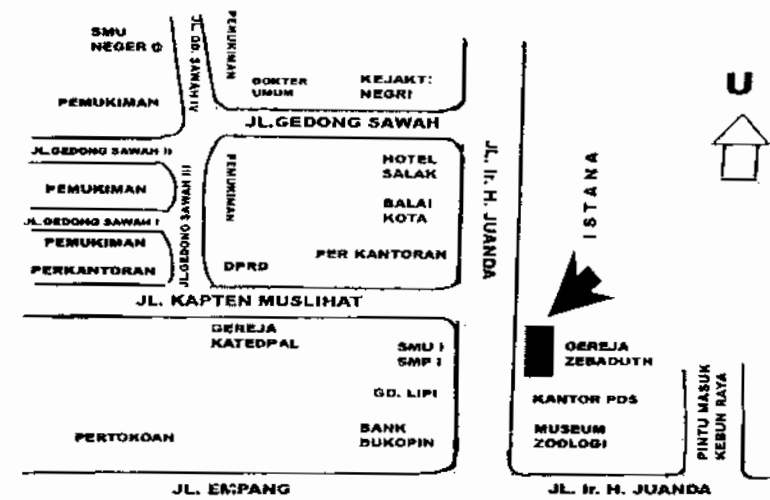 SMU
NEGER
JL. GD. SAWAH IV
PEMUKIMAN
PEMUKIMAN
DOKTER
UMUM
KEJAKT:
NEGRI
JL.GEDONG SAWAH
U
JL.GEDONG SAWAH II
PEMUKIMAN
JL.GEDONG SAWAH I
PEMUKIMAN
PERKANTORAN
JL.GEDONG SAWAH III
PEMUKIMAN
HOTEL
SALAK
BALAI
KOTA
PER KANTORAN
DPRD
JL. Ir. H. JUANDA
ISTANA
JL. KAPTEN MUSLIHAT
GEREJA
KATEDPAL
SMU I
SMP I
GD. LIPI
BANK
BUKOPIN
PERTOKOAN
GEREJA
ZEBAOUTH
KANTOR POS
MUSEUM
ZOOLOGI
PINTU MASUK
KEBUN RAYA
JL. EMPANG
JL. Ir. H. JUANDA